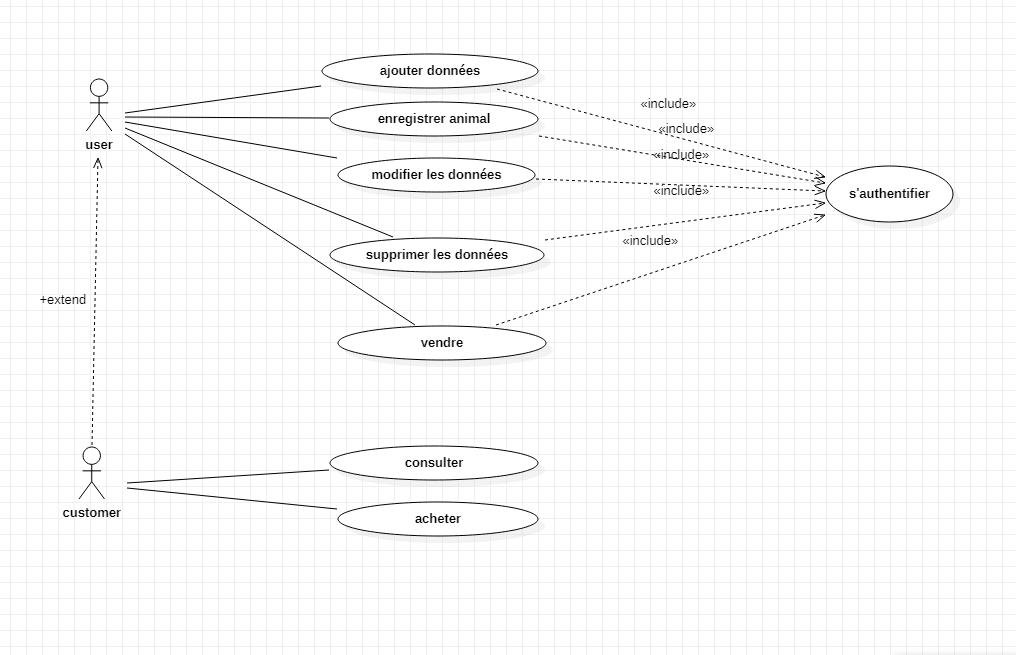 ajouter données
«include»
enregistrer animal
«include»
user
«include»
modifier les données
«include»
s'authentifier
supprimer les données
«include»
+extend
vendre
consulter
customer
acheter